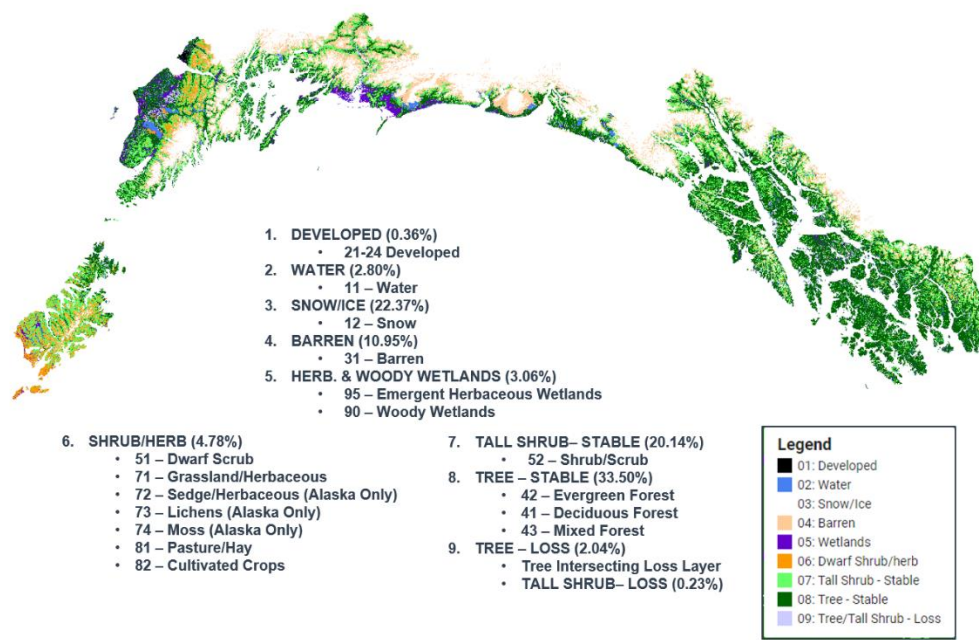 1. DEVELOPED (0.36%)
• 21-24 Developed
2. WATER (2.80%)
• 11 – Water
3. SNOW/ICE (22.37%)
• 12 – Snow
4. BARREN (10.95%)
• 31 – Barren
5. HERB. & WOODY WETLANDS (3.06%)
• 95 – Emergent Herbaceous Wetlands
• 90 – Woody Wetlands
6. SHRUB/HERB (4.78%)
• 51 – Dwarf Scrub
• 71 – Grassland/Herbaceous
• 72 – Sedge/Herbaceous (Alaska Only)
• 73 – Lichens (Alaska Only)
• 74 – Moss (Alaska Only)
• 81 – Pasture/Hay
• 82 – Cultivated Crops
7. TALL SHRUB– STABLE (20.14%)
• 52 – Shrub/Scrub
8. TREE – STABLE (33.50%)
• 42 – Evergreen Forest
• 41 – Deciduous Forest
• 43 – Mixed Forest
9. TREE – LOSS (2.04%)
• Tree Intersecting Loss Layer
• TALL SHRUB– LOSS (0.23%)
Legend
01: Developed
02: Water
03: Snow/Ice
04: Barren
05: Wetlands
06: Dwarf Shrub/herb
07: Tall Shrub - Stable
08: Tree - Stable
09: Tree/Tall Shrub - Loss